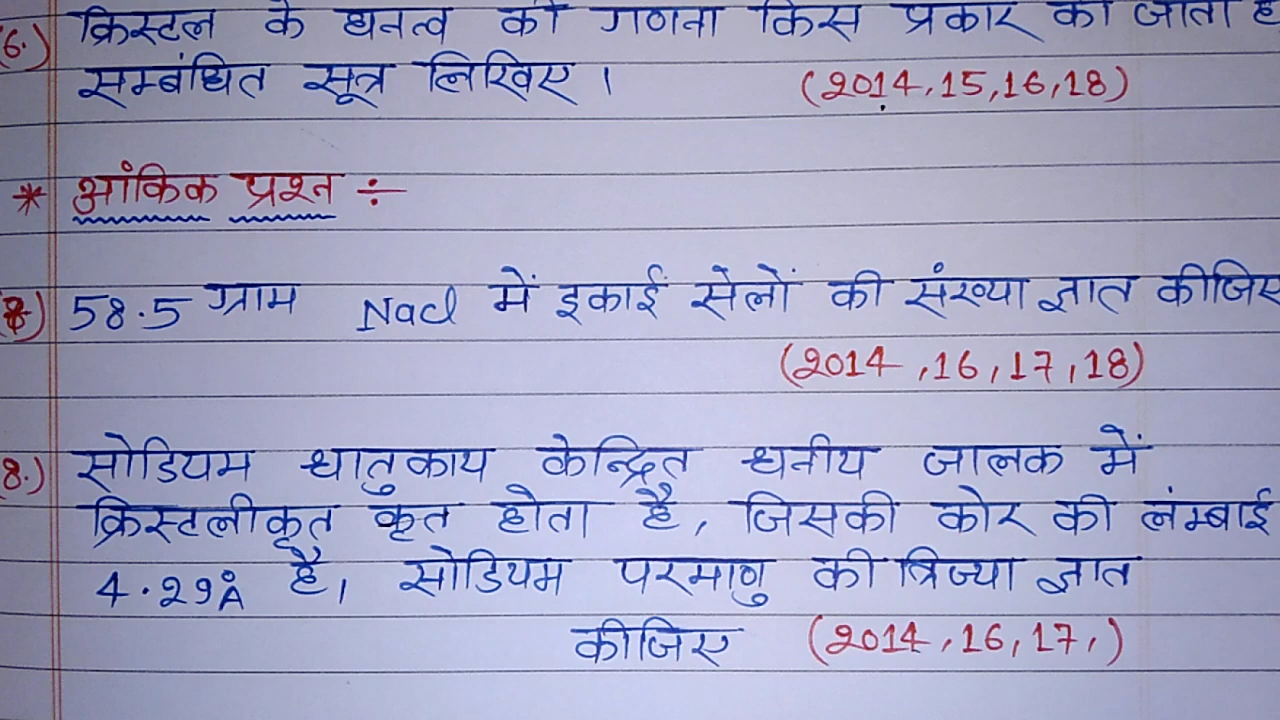 (6.) क्रिस्टल के घनत्व की गणना किस प्रकार की जाती है
सम्बंधित सूत्र लिखिए । (2014,15,16,18)
* आंकिक प्रश्न ÷
(7) 58.5 ग्राम Nacl में इकाई सेलों की संख्या ज्ञात कीजिए
(2014,16,17,18)
(8.) सोडियम धातुकाय केन्द्रित धनीय जालक में
क्रिस्टलीकृत कृत होता है, जिसकी कोर की लंम्बाई
4.29Å है, सोडियम परमाणु की त्रिज्या ज्ञात
कीजिए (2014,16,17,)